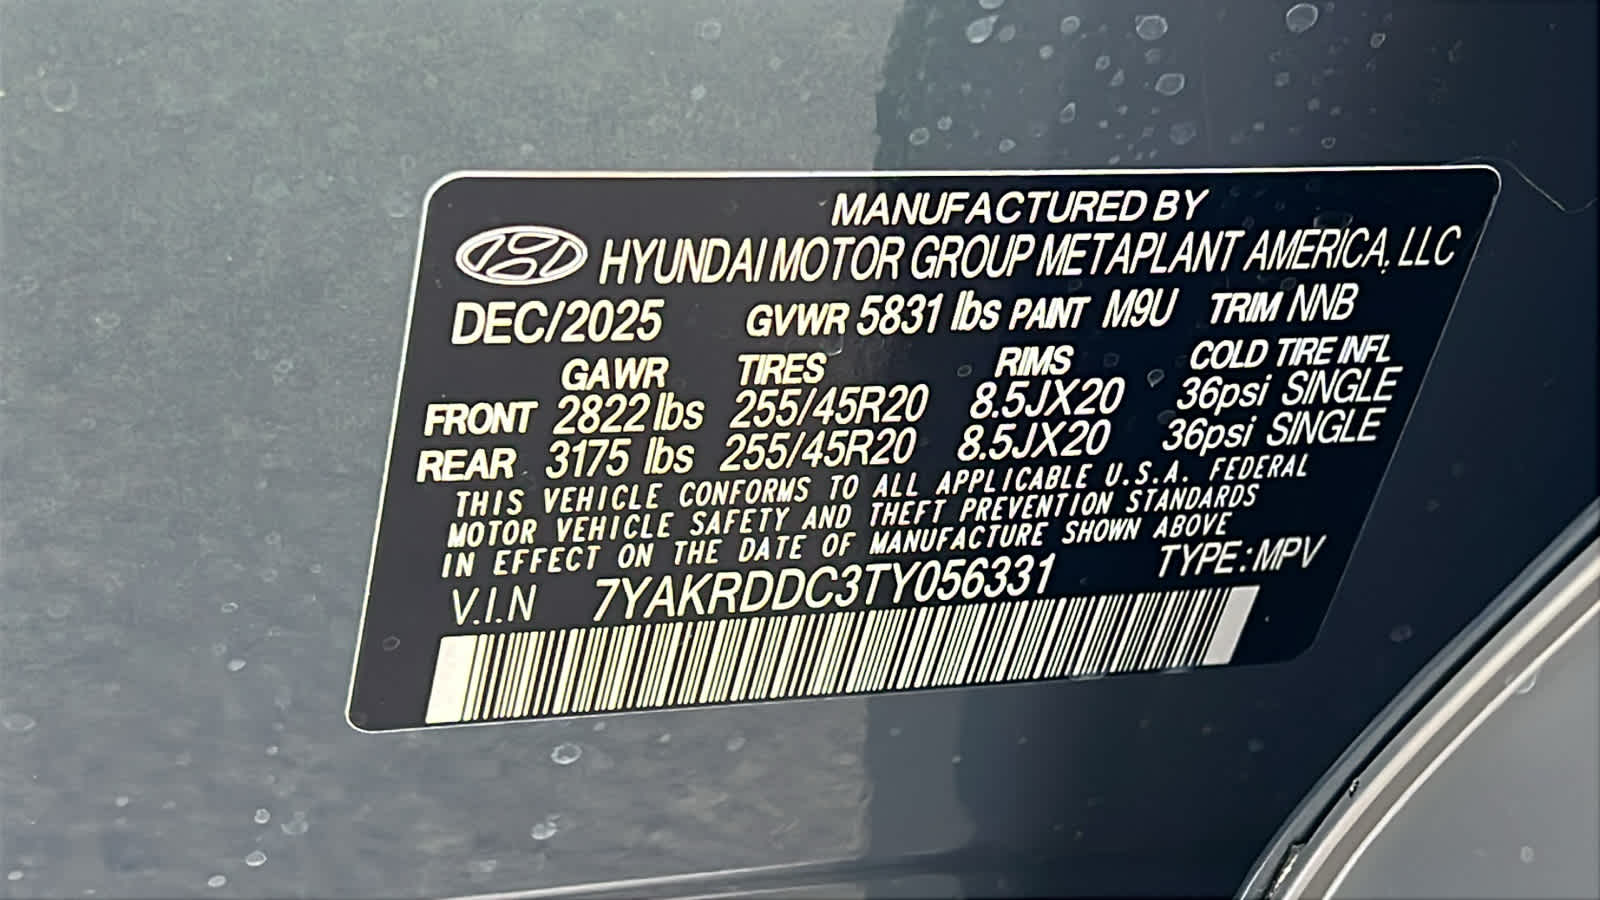 MANUFACTURED BY
HYUNDAI MOTOR GROUP METAPLANT AMERICA, LLC
DEC/2025 GVWR 5831 lbs PAINT M9U TRIM NNB
GAWR TIRES RIMS COLD TIRE INFL
FRONT 2822 lbs 255/45R20 8.5JX20 36psi SINGLE
REAR 3175 lbs 255/45R20 8.5JX20 36psi SINGLE
THIS VEHICLE CONFORMS TO ALL APPLICABLE U.S.A. FEDERAL
MOTOR VEHICLE SAFETY AND THEFT PREVENTION STANDARDS
IN EFFECT ON THE DATE OF MANUFACTURE SHOWN ABOVE
V.I.N 7YAKRDDC3TY056331 TYPE: MPV